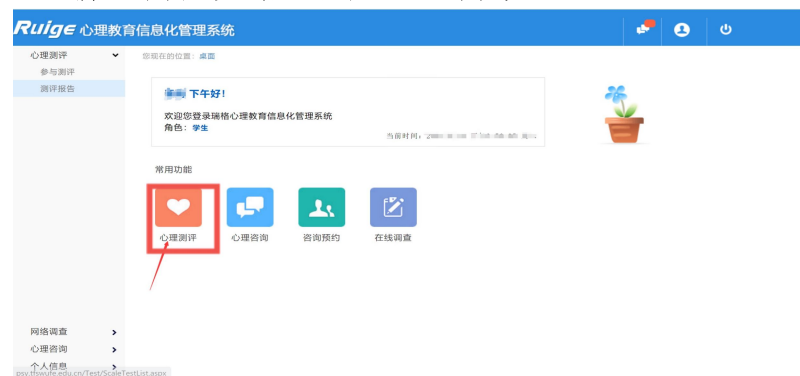 Ruige 心理教育信息化管理系统
心理测评
参与测评
测评报告
您现在的位置：桌面
下午好!
欢迎您登录瑞格心理教育信息化管理系统
角色：学生
当前时间：
常用功能
心理测评 心理咨询 咨询预约 在线调查
网络调查
心理咨询
个人信息
psy.tfswufe.edu.cn/Test/ScaleTestList.aspx